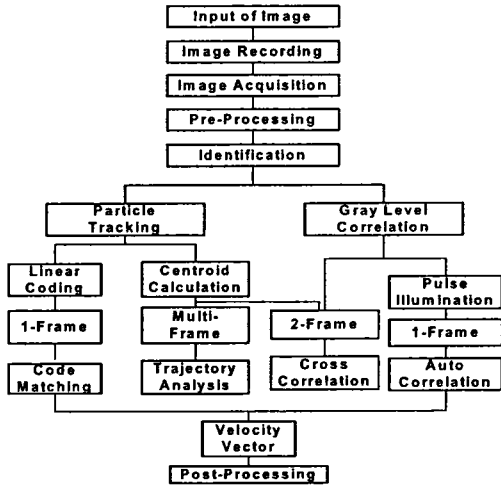 Input of Image
Image Recording
Image Acquisition
Pre-Processing
Identification
Particle
Tracking
Gray Level
Correlation
Linear
Coding
Centroid
Calculation
Pulse
Illumination
1-Frame
Multi-
Frame
2-Frame
1-Frame
Code
Matching
Trajectory
Analysis
Cross
Correlation
Auto
Correlation
Velocity
Vector
Post-Processing